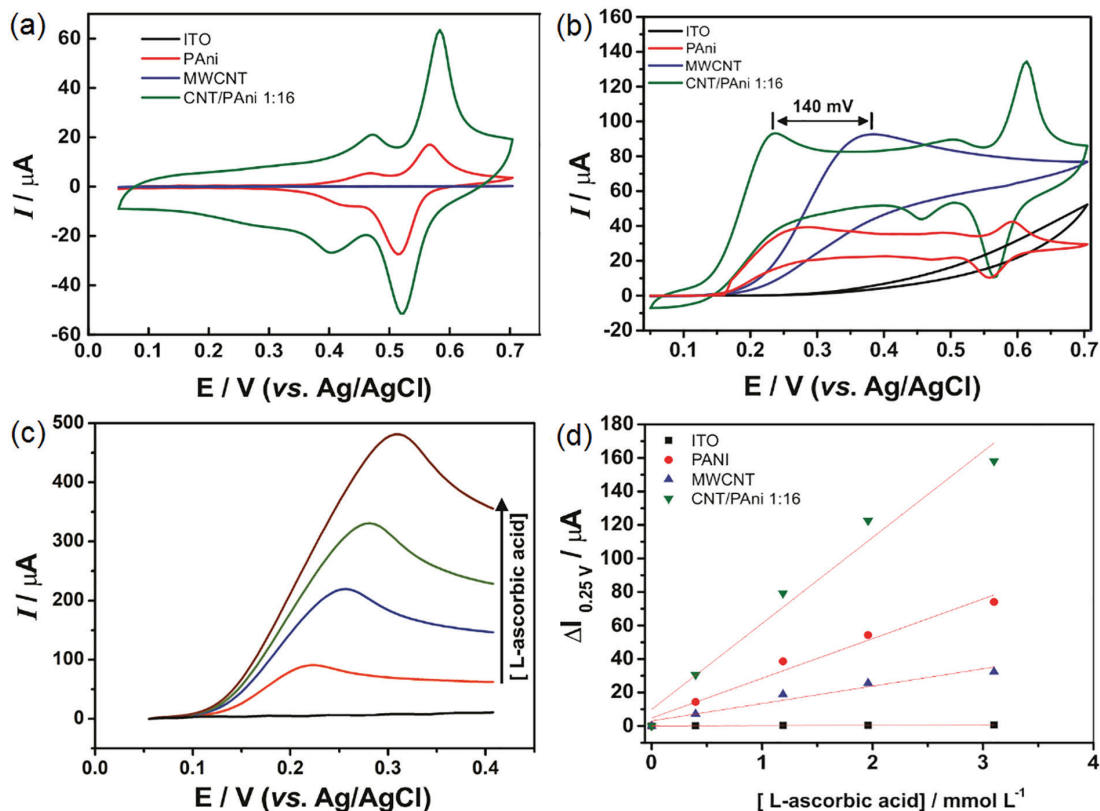 (a)
ITO
PAni
MWCNT
CNT/PAni 1:16
60
40
20
0
-20
-40
-60
I / μA
0.0 0.1 0.2 0.3 0.4 0.5 0.6 0.7
E / V (vs. Ag/AgCl)
(b)
ITO
PAni
MWCNT
CNT/PAni 1:16
140 mV
160
140
120
100
80
60
40
20
0
-20
I / μA
0.1 0.2 0.3 0.4 0.5 0.6 0.7
E / V (vs. Ag/AgCl)
(c)
500
400
300
200
100
0
I / μA
[ L-ascorbic acid]
0.0 0.1 0.2 0.3 0.4
E / V (vs. Ag/AgCl)
(d)
ITO
PANI
MWCNT
CNT/PAni 1:16
180
160
140
120
100
80
60
40
20
0
ΔI 0.25 V / μA
0 1 2 3 4
[ L-ascorbic acid] / mmol L-1